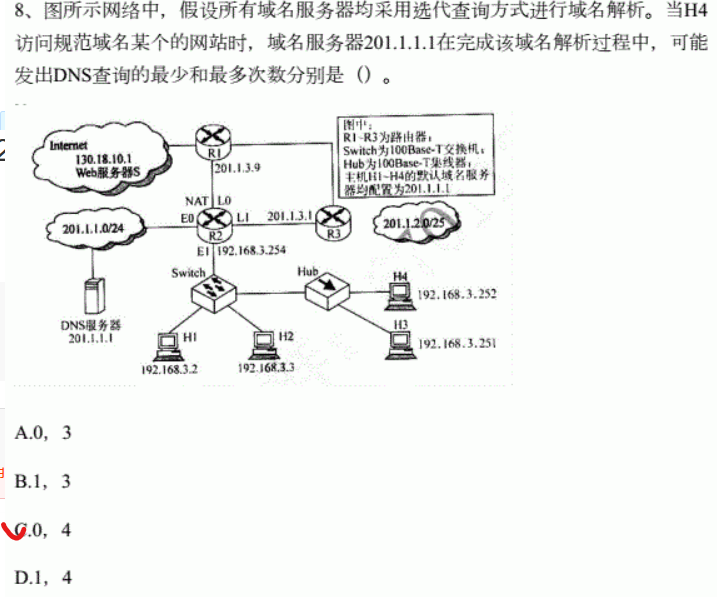 8、图所示网络中，假设所有域名服务器均采用迭代查询方式进行域名解析。当H4
访问规范域名某个的网站时，域名服务器201.1.1.1在完成该域名解析过程中，可能
发出DNS查询的最少和最多次数分别是（）。
Internet
130.18.10.1
Web服务器S
R1
201.1.3.9
图中：
R1~R3为路由器；
Switch为100Base-T交换机；
Hub为100Base-T集线器；
主机H1~H4的默认域名服务
器均配置为201.1.1.1
NAT L0
E0
L1
201.1.3.1
201.1.1.0/24
R2
R3
201.1.2.0/25
E1 192.168.3.254
Switch
Hub
H4
192.168.3.252
DNS服务器
201.1.1.1
H1
H2
H3
192.168.3.251
192.168.3.2
192.168.3.3
A.0，3
B.1，3
C.0，4
D.1，4